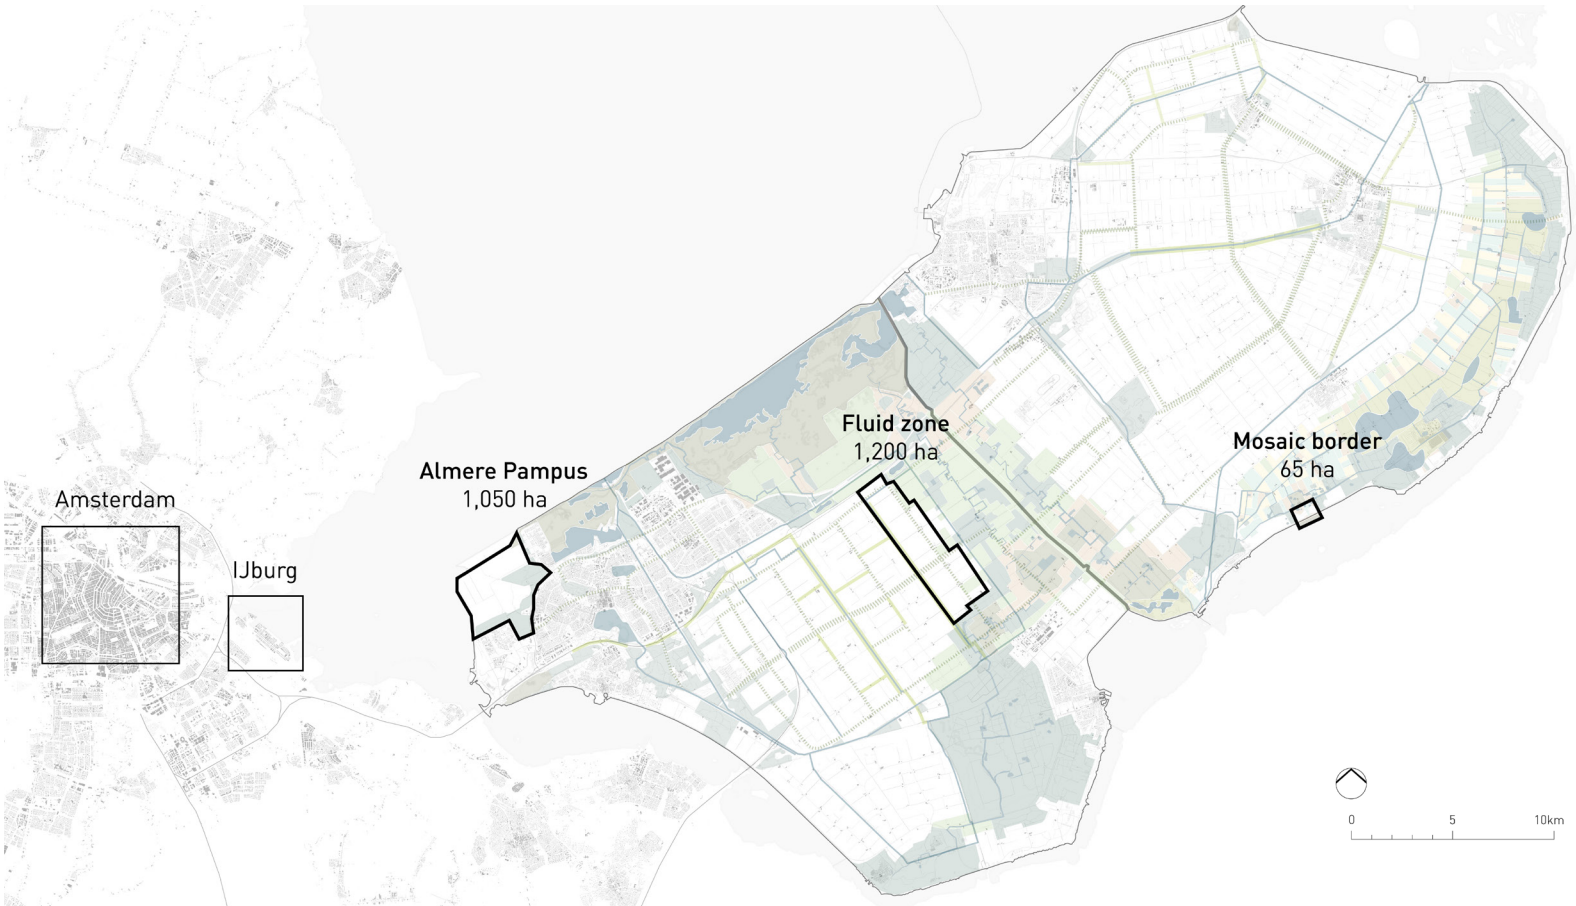 Fluid zone
1,200 ha
Mosaic border
65 ha
Almere Pampus
1,050 ha
Amsterdam
IJburg
0 5 10km